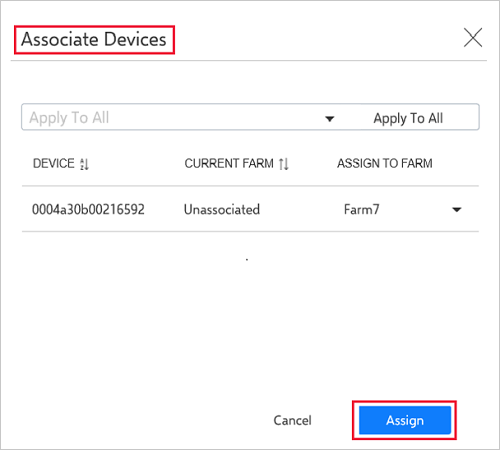 Associate Devices
Apply To All Apply To All
DEVICE CURRENT FARM ASSIGN TO FARM
0004a30b00216592 Unassociated Farm7
Cancel Assign